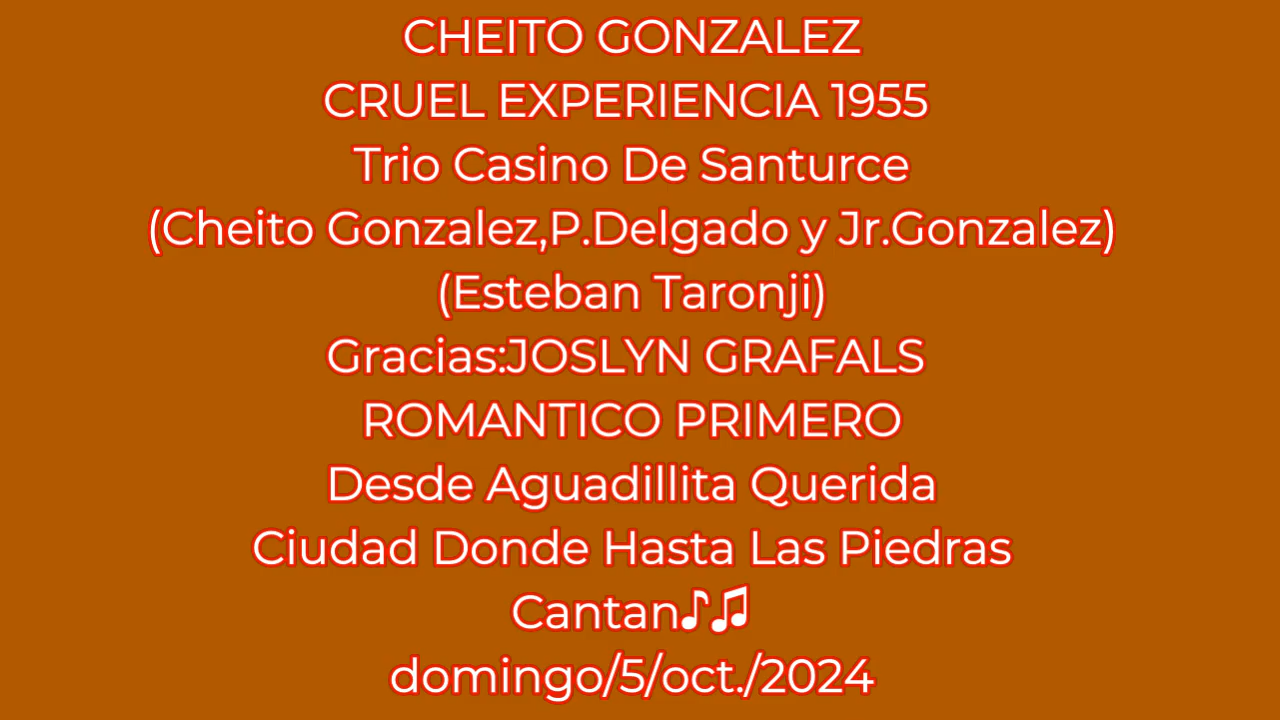 CHEITO GONZALEZ
CRUEL EXPERIENCIA 1955
Trio Casino De Santurce
(Cheito Gonzalez,P.Delgado y Jr.Gonzalez)
(Esteban Taronji)
Gracias:JOSLYN GRAFALS
ROMANTICO PRIMERO
Desde Aguadillita Querida
Ciudad Donde Hasta Las Piedras
Cantan♪♫
domingo/5/oct./2024